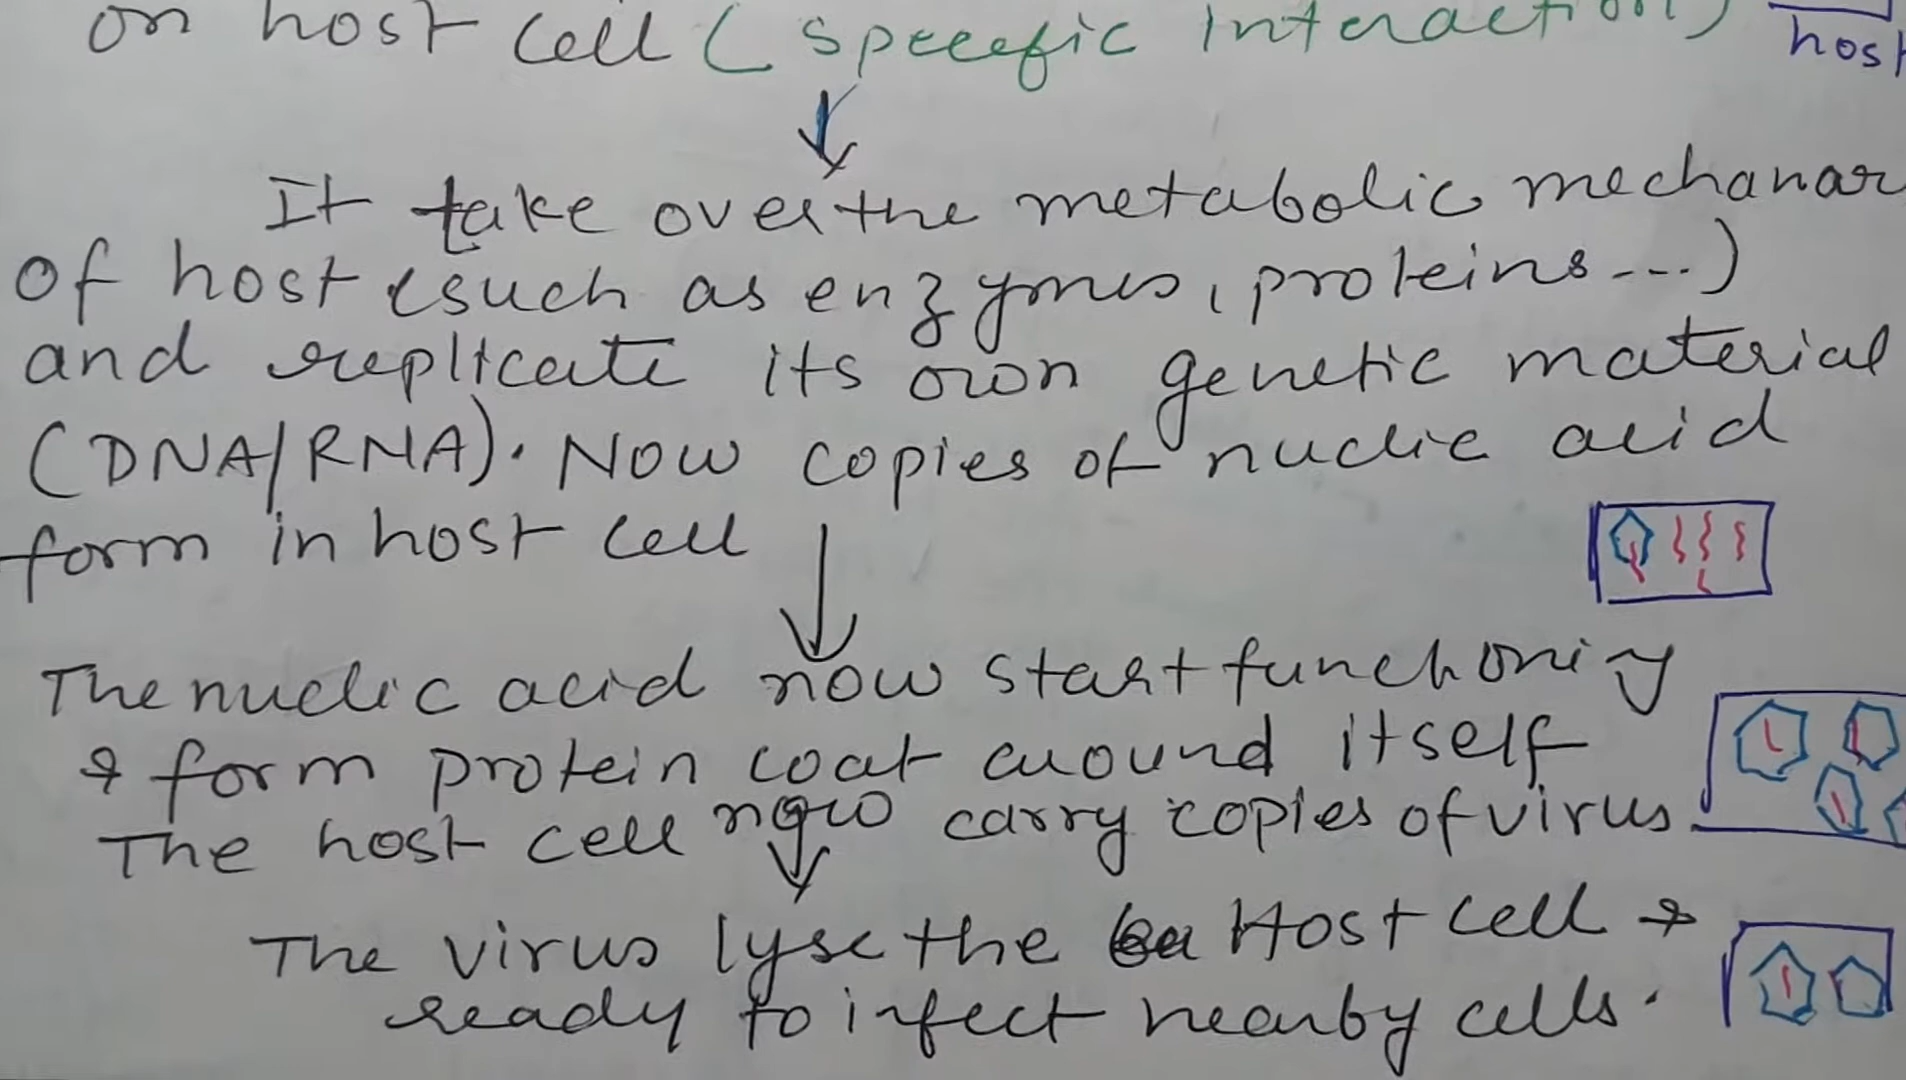 on host cell ( specefic Interaction)
host
It take over the metabolic mechanar
of host (such as enzymes, proteins ---)
and replicate its own genetic material
(DNA/RNA). Now copies of nuclic acid
form in host cell
The nuclic acid now start functioning
& form protein coat around itself
The host cell now carry copies of virus
The virus lyse the Host cell &
ready to infect nearby cells.